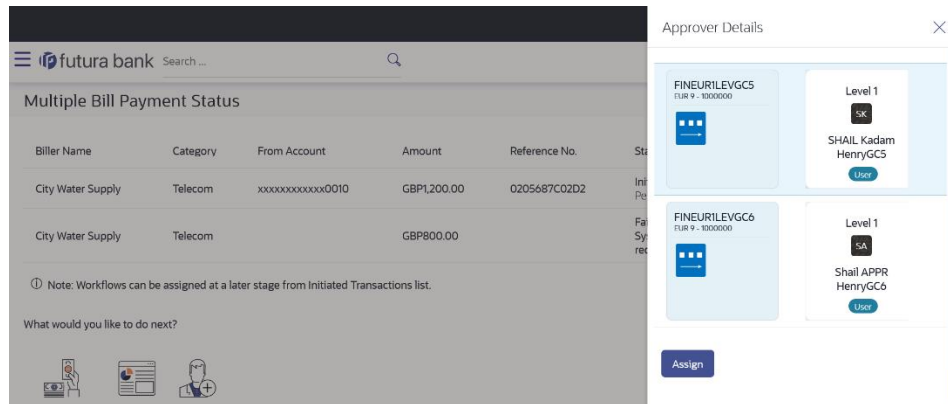 Approver Details
futura bank Search ...
Multiple Bill Payment Status
Biller Name Category From Account Amount Reference No.
City Water Supply Telecom xxxxxxxxxxxx0010 GBP1,200.00 0205687C02D2
City Water Supply Telecom GBP800.00
Note: Workflows can be assigned at a later stage from Initiated Transactions list.
What would you like to do next?
FINEUR1LEVGC5
EUR 9 - 1000000
Level 1
SK
SHAIL Kadam
HenryGC5
User
FINEUR1LEVGC6
EUR 9 - 1000000
Level 1
SA
Shail APPR
HenryGC6
User
Assign